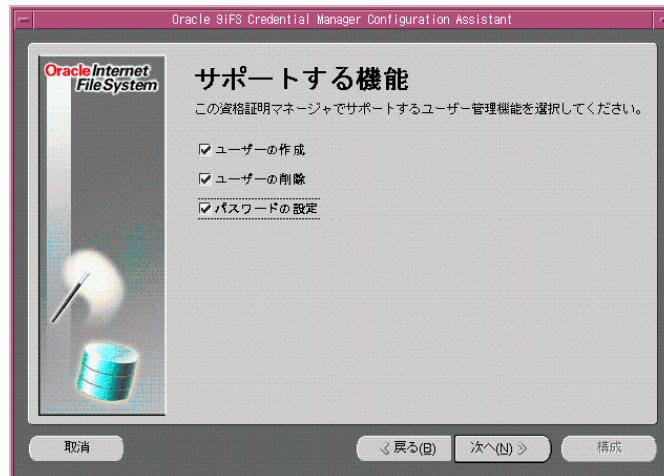 Oracle 9iFS Credential Manager Configuration Assistant
Oracle Internet
File System
サポートする機能
この資格証明マネージャでサポートするユーザー管理機能を選択してください。
ユーザーの作成
ユーザーの削除
パスワードの設定
取消
戻る(B)
次へ(N)
構成